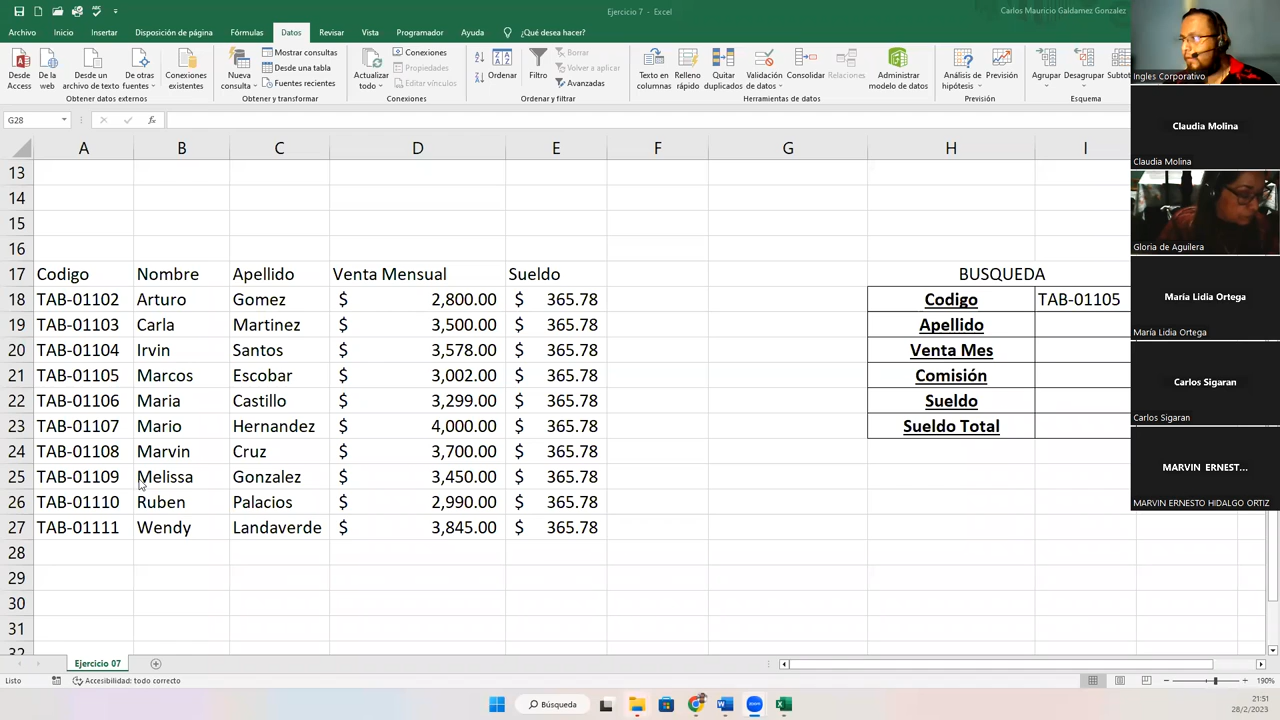 Ejercicio 7 - Excel
Carlos Mauricio Galdamez Gonzalez
Archivo Inicio Insertar Disposición de página Fórmulas Datos Revisar Vista Programador Ayuda ¿Qué desea hacer?
Desde Access
De la web
Desde un archivo de texto
De otras fuentes
Conexiones existentes
Obtener datos externos
Nueva consulta
Mostrar consultas
Desde una tabla
Fuentes recientes
Obtener y transformar
Actualizar todo
Conexiones
Propiedades
Editar vínculos
Conexiones
Ordenar
Filtro
Borrar
Volver a aplicar
Avanzadas
Ordenar y filtrar
Texto en columnas
Relleno rápido
Quitar duplicados
Validación de datos
Consolidar
Relaciones
Administrar modelo de datos
Herramientas de datos
Análisis de hipótesis
Previsión
Previsión
Agrupar
Desagrupar
Subtot
Esquema
G28
fx
A B C D E F G H I
13
14
15
16
17 Codigo Nombre Apellido Venta Mensual Sueldo BUSQUEDA
18 TAB-01102 Arturo Gomez $ 2,800.00 $ 365.78 Codigo TAB-01105
19 TAB-01103 Carla Martinez $ 3,500.00 $ 365.78 Apellido
20 TAB-01104 Irvin Santos $ 3,578.00 $ 365.78 Venta Mes
21 TAB-01105 Marcos Escobar $ 3,002.00 $ 365.78 Comisión
22 TAB-01106 Maria Castillo $ 3,299.00 $ 365.78 Sueldo
23 TAB-01107 Mario Hernandez $ 4,000.00 $ 365.78 Sueldo Total
24 TAB-01108 Marvin Cruz $ 3,700.00 $ 365.78
25 TAB-01109 Melissa Gonzalez $ 3,450.00 $ 365.78
26 TAB-01110 Ruben Palacios $ 2,990.00 $ 365.78
27 TAB-01111 Wendy Landaverde $ 3,845.00 $ 365.78
28
29
30
31
32
Ejercicio 07
Listo
Accesibilidad: todo correcto
190%
Búsqueda
zoom
21:51
28/2/2023
Ingles Corporativo
Claudia Molina
Claudia Molina
Gloria de Aguilera
María Lidia Ortega
María Lidia Ortega
Carlos Sigaran
Carlos Sigaran
MARVIN ERNEST...
MARVIN ERNESTO HIDALGO ORTIZ